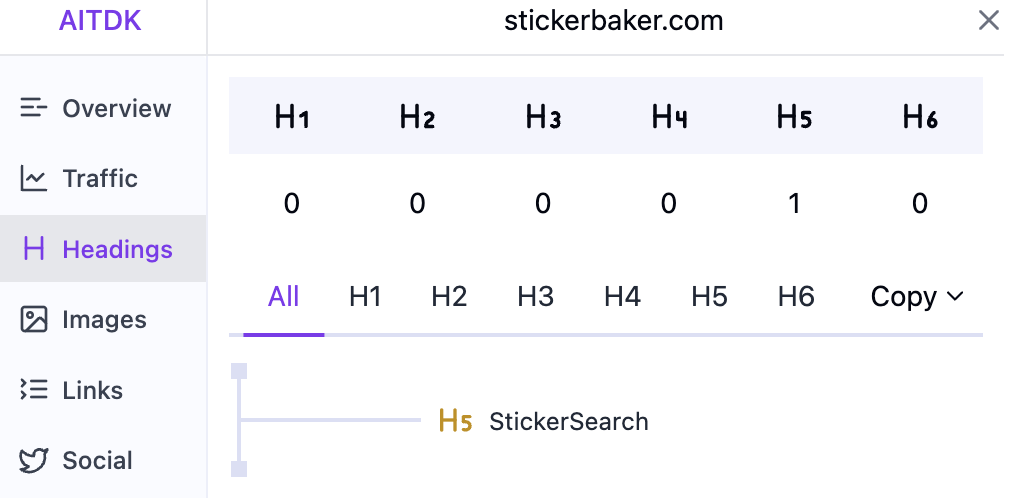 AITDK
stickerbaker.com
Overview
Traffic
Headings
Images
Links
Social
H1 H2 H3 H4 H5 H6
0 0 0 0 1 0
All H1 H2 H3 H4 H5 H6 Copy
H5 StickerSearch